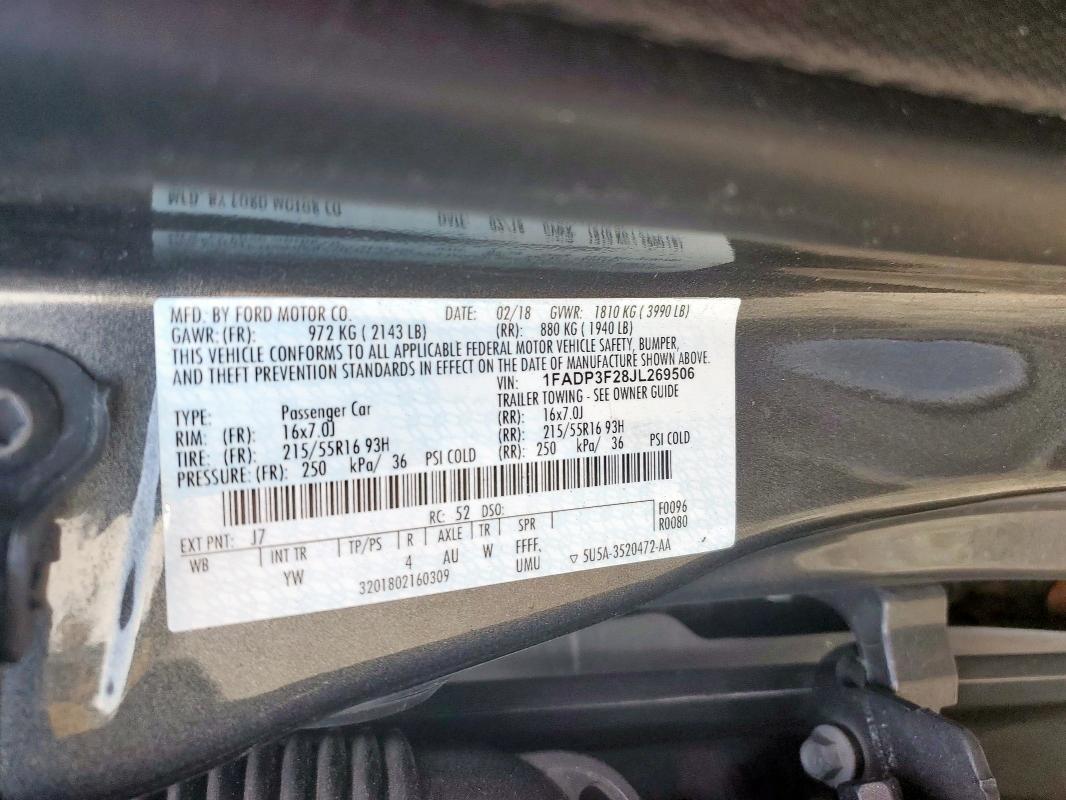 MFD. BY FORD MOTOR CO. DATE: 02/18 GVWR: 1810 KG ( 3990 LB)
GAWR: (FR): 972 KG ( 2143 LB) (RR): 880 KG ( 1940 LB)
THIS VEHICLE CONFORMS TO ALL APPLICABLE FEDERAL MOTOR VEHICLE SAFETY, BUMPER,
AND THEFT PREVENTION STANDARDS IN EFFECT ON THE DATE OF MANUFACTURE SHOWN ABOVE.
VIN: 1FADP3F28JL269506
TRAILER TOWING - SEE OWNER GUIDE
TYPE: Passenger Car
RIM: (FR): 16x7.0J (RR): 16x7.0J
TIRE: (FR): 215/55R16 93H (RR): 215/55R16 93H
PRESSURE: (FR): 250 kPa/ 36 PSI COLD (RR): 250 kPa/ 36 PSI COLD
EXT PNT: J7 RC: 52 DSO: F0096
R0080
WB INT TR TP/PS R AXLE TR SPR
YW 4 AU W FFFF,
UMU
3201802160309 ▽ 5U5A-3520472-AA